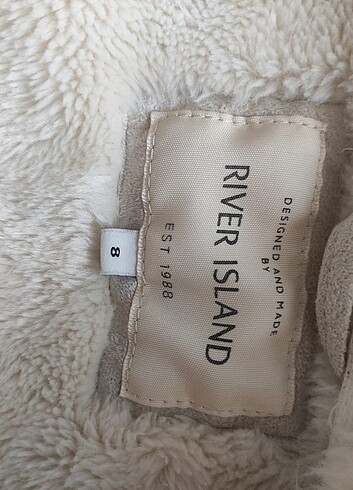 DESIGNED AND MADE
BY
RIVER ISLAND
EST 1988
8